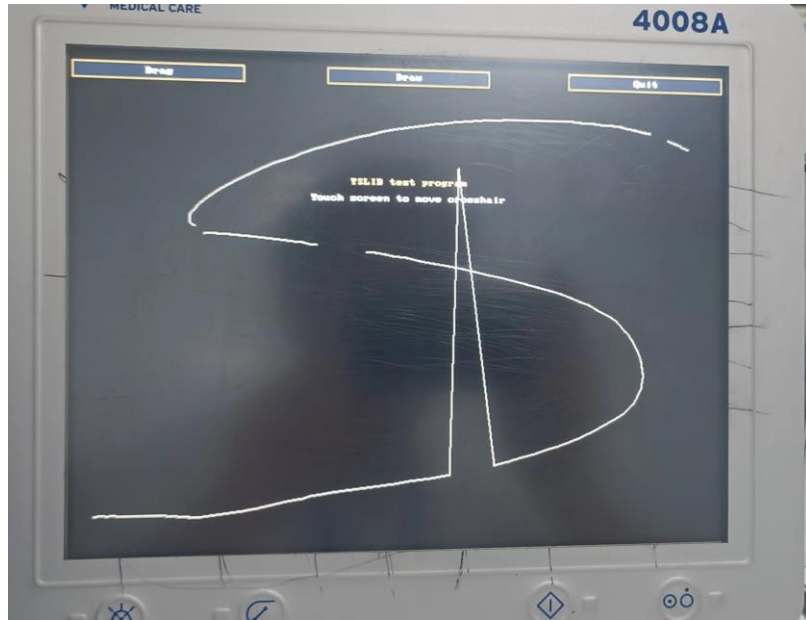 MEDICAL CARE
4008A
Drag
Draw
Quit
TSLIB test program
Touch screen to move crosshair